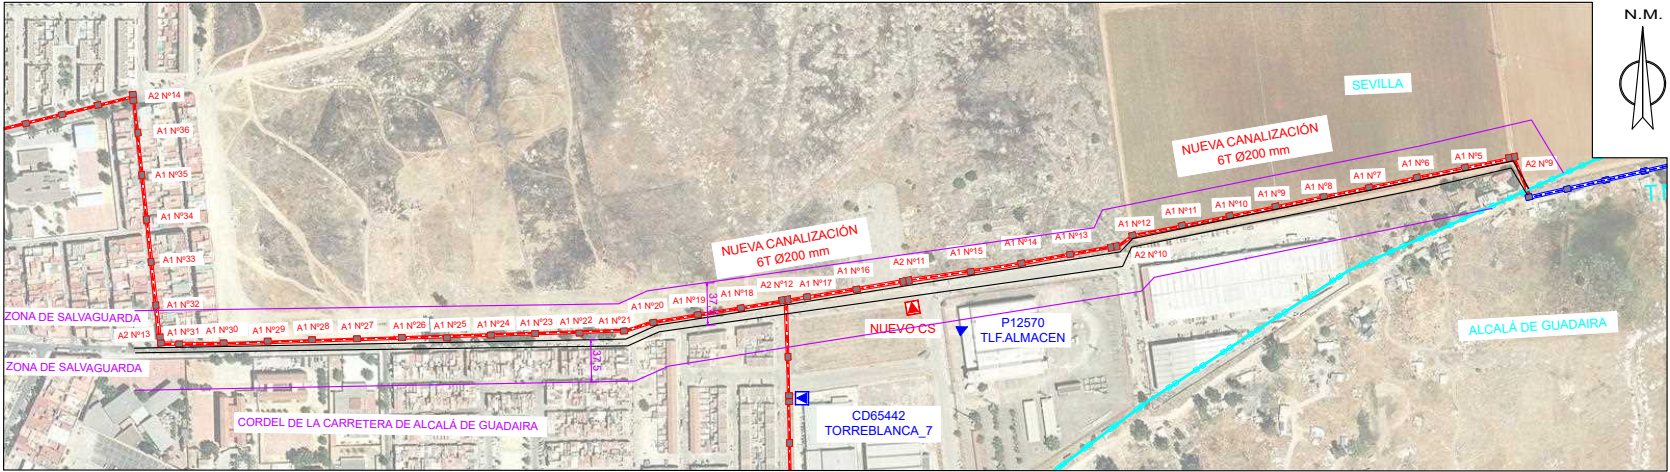 N.M.
SEVILLA
A2 Nº14
A1 Nº36
A1 Nº35
A1 Nº34
A1 Nº33
A1 Nº32
ZONA DE SALVAGUARDA
A2 Nº13
A1 Nº31
A1 Nº30
A1 Nº29
A1 Nº28
A1 Nº27
A1 Nº26
A1 Nº25
A1 Nº24
A1 Nº23
A1 Nº22
A1 Nº21
A1 Nº20
A1 Nº19
A1 Nº18
A2 Nº12
A1 Nº17
A1 Nº16
A2 Nº11
A1 Nº15
A1 Nº14
A1 Nº13
A1 Nº12
A2 Nº10
A1 Nº11
A1 Nº10
A1 Nº9
A1 Nº8
A1 Nº7
A1 Nº6
A1 Nº5
A2 Nº9
NUEVA CANALIZACIÓN
6T Ø200 mm
NUEVA CANALIZACIÓN
6T Ø200 mm
37,5
ZONA DE SALVAGUARDA
CORDEL DE LA CARRETERA DE ALCALÁ DE GUADAIRA
NUEVO CS
P12570
TLF.ALMACEN
CD65442
TORREBLANCA_7
ALCALÁ DE GUADAIRA